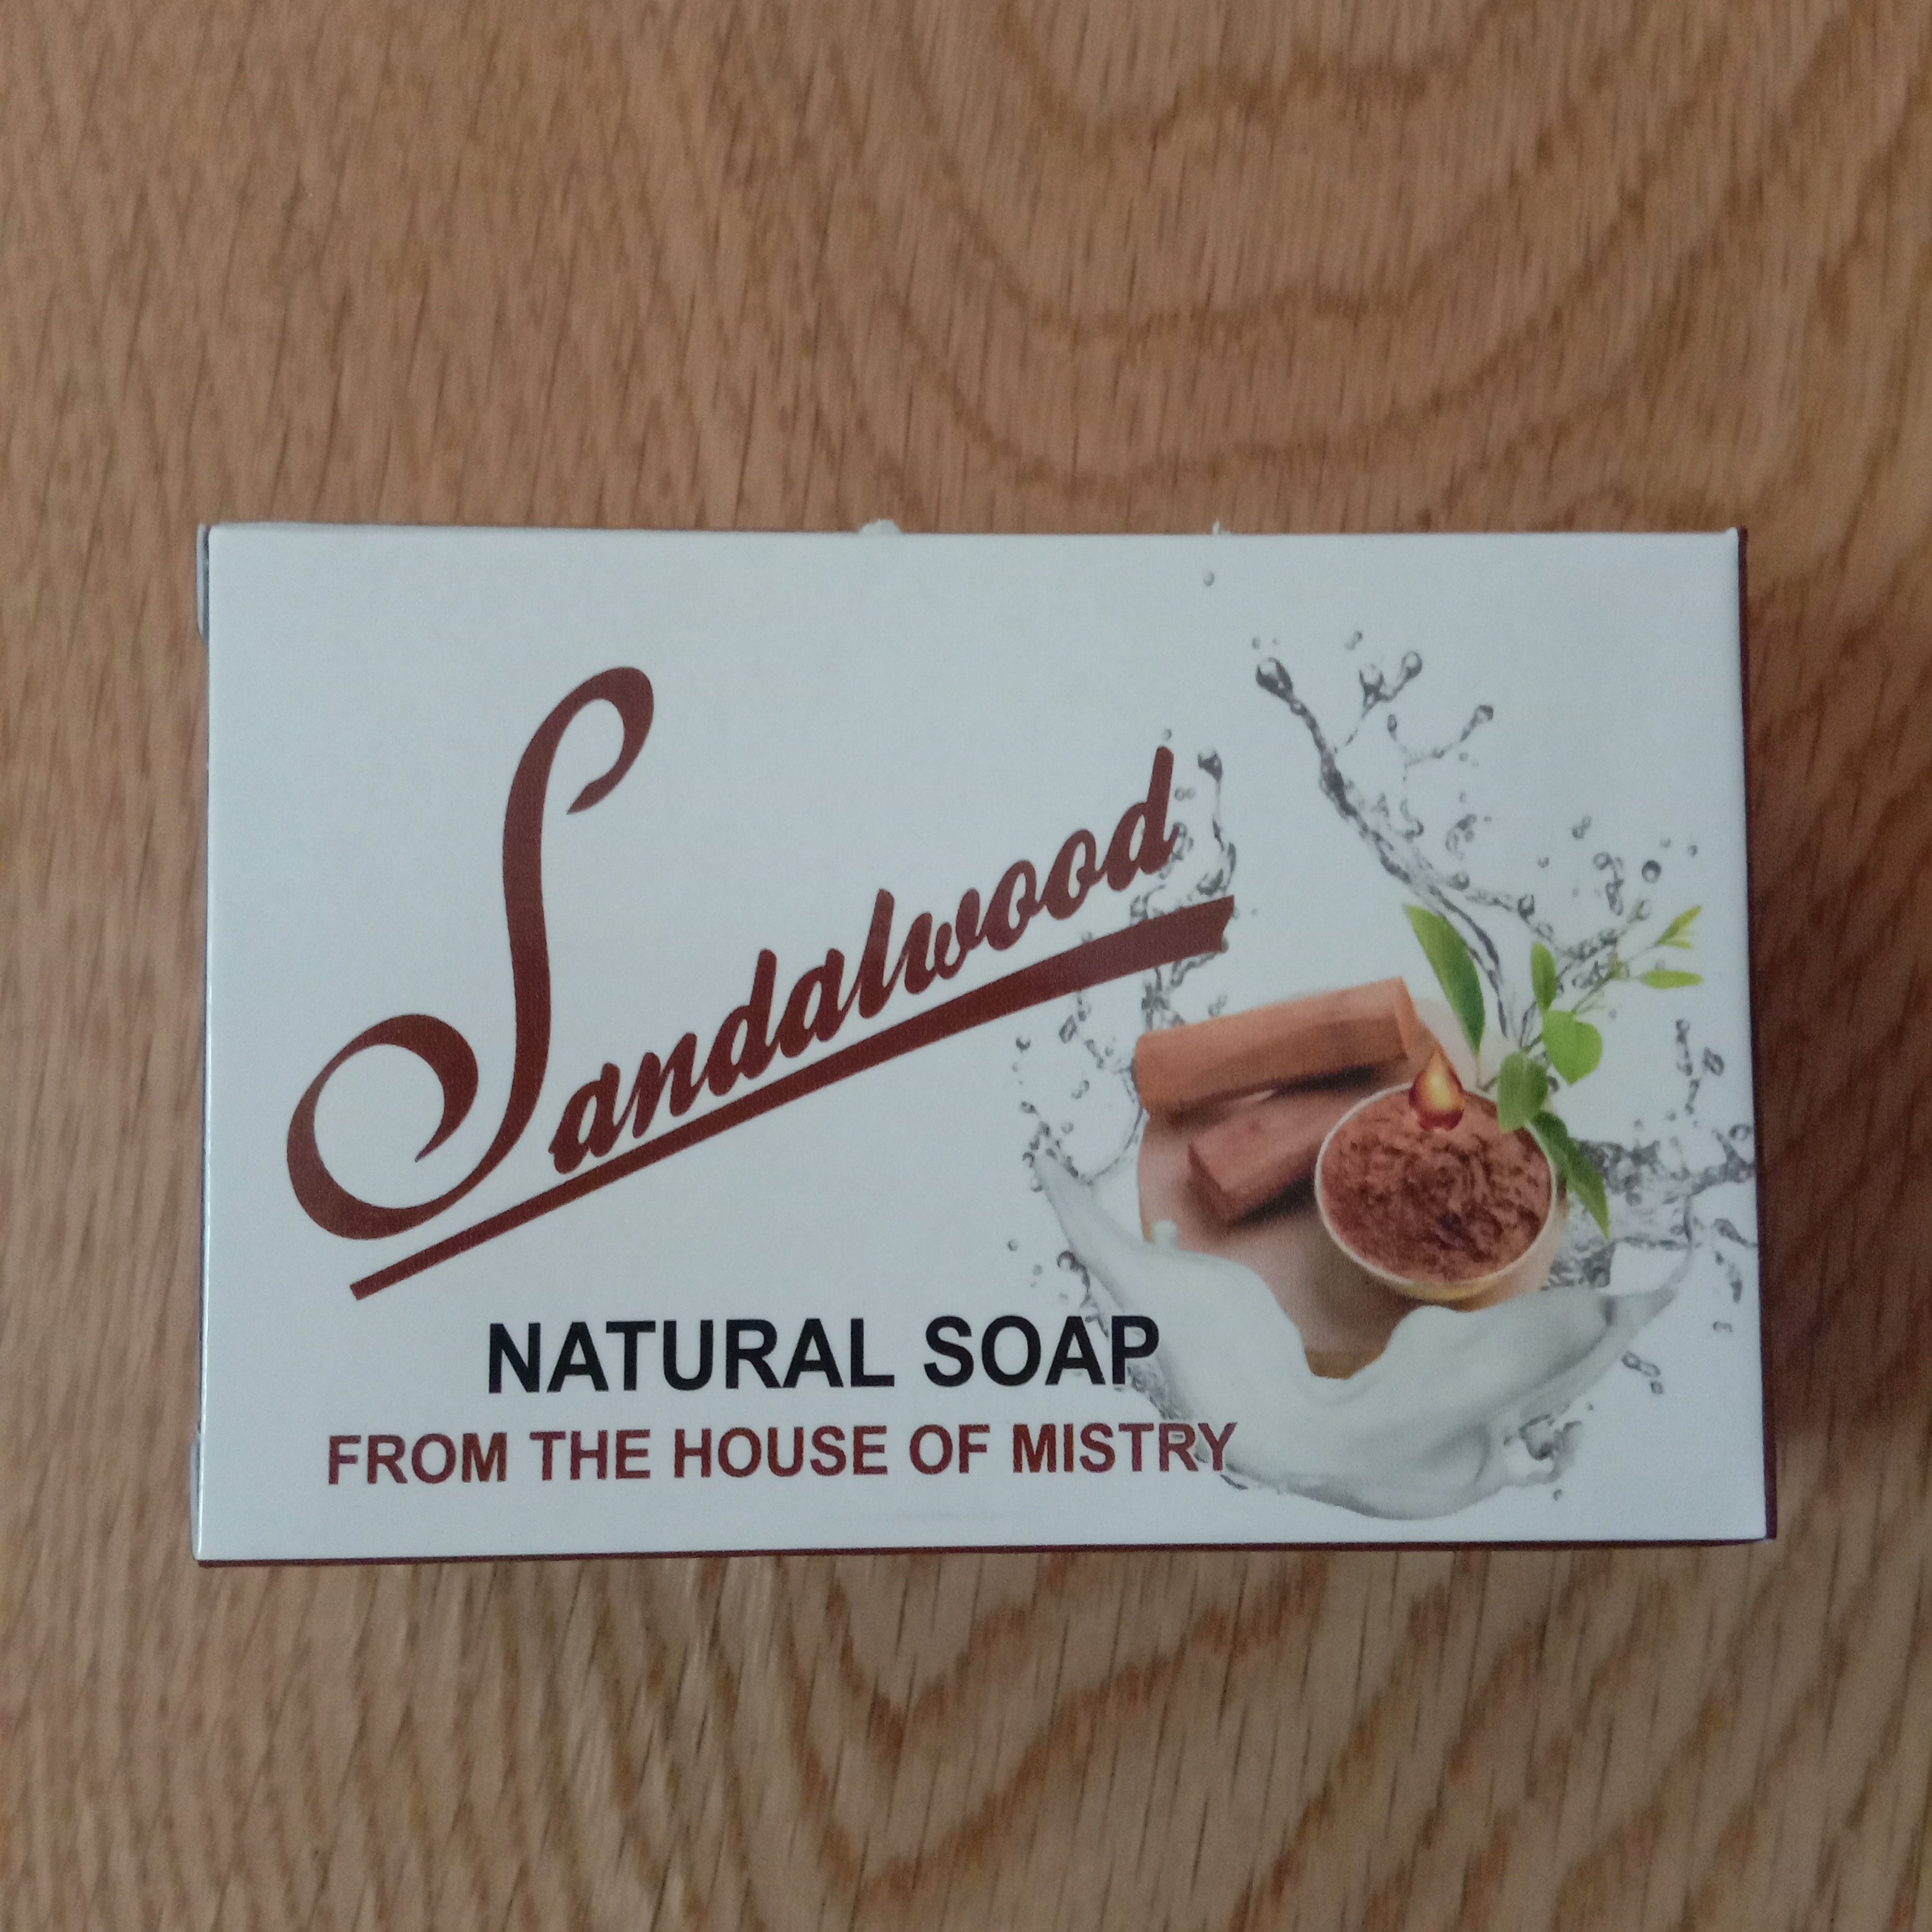 Sandalwood
NATURAL SOAP
FROM THE HOUSE OF MISTRY